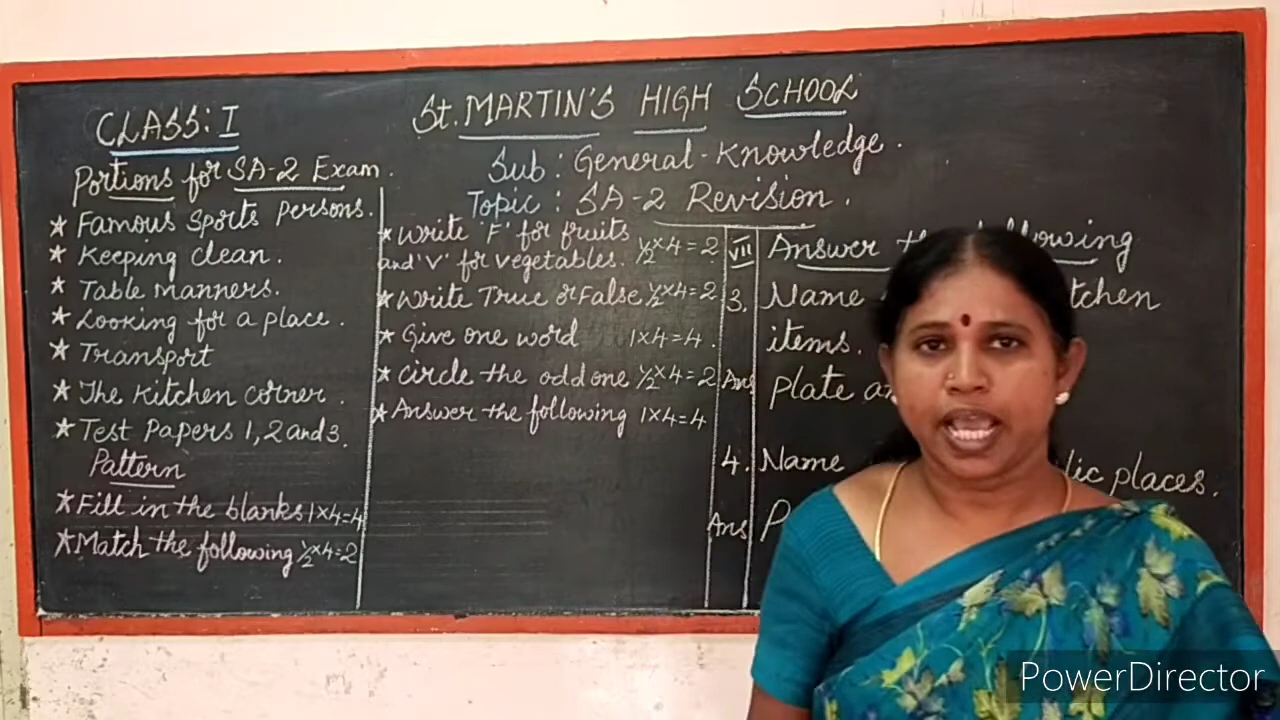 CLASS: I
St. MARTIN'S HIGH SCHOOL
Sub : General-Knowledge.
Topic : SA-2 Revision.
Portions for SA-2 Exam.
★ Famous Sports Persons.
★ Keeping clean.
★ Table Manners.
★ Looking for a place.
★ Transport
★ The Kitchen corner.
★ Test Papers 1, 2 and 3.
Pattern
★ Fill in the blanks 1×4=4
★ Match the following ½×4=2
★ Write 'F' for fruits
and 'V' for vegetables. ½×4=2
★ Write True or False ½×4=2
★ Give one word 1×4=4.
★ circle the odd one ½×4=2
★ Answer the following 1×4=4
VII Answer the following
3. Name kitchen
items.
Ans plate
4. Name places.
Ans P
PowerDirector